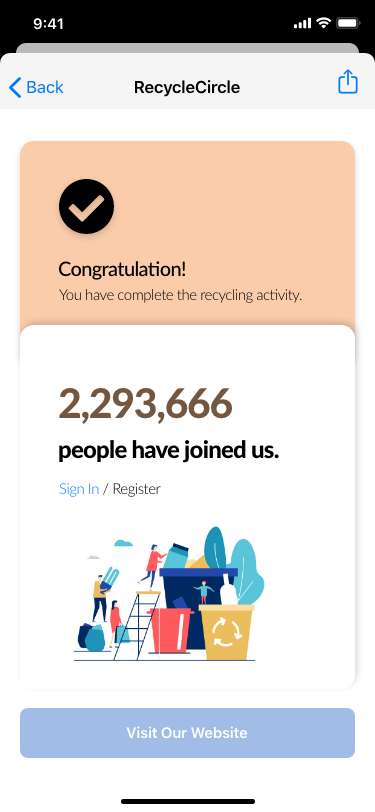 9:41
Back
RecycleCircle
Congratulation!
You have complete the recycling activity.
2,293,666
people have joined us.
Sign In / Register
Visit Our Website